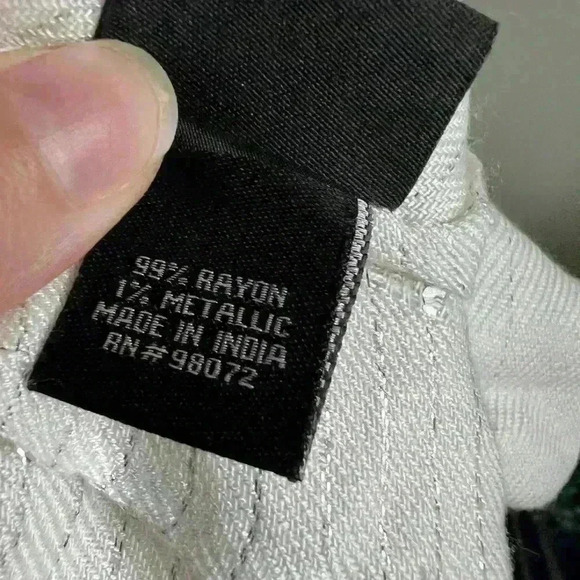 99% RAYON
1% METALLIC
MADE IN INDIA
RN#98072